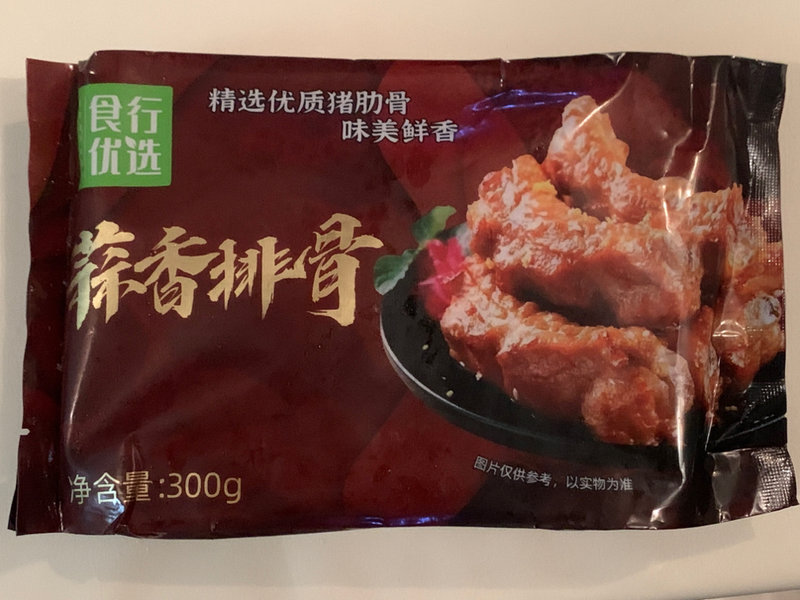 食行
优选
精选优质猪肋骨
味美鲜香
蒜香排骨
净含量:300g
图片仅供参考，以实物为准